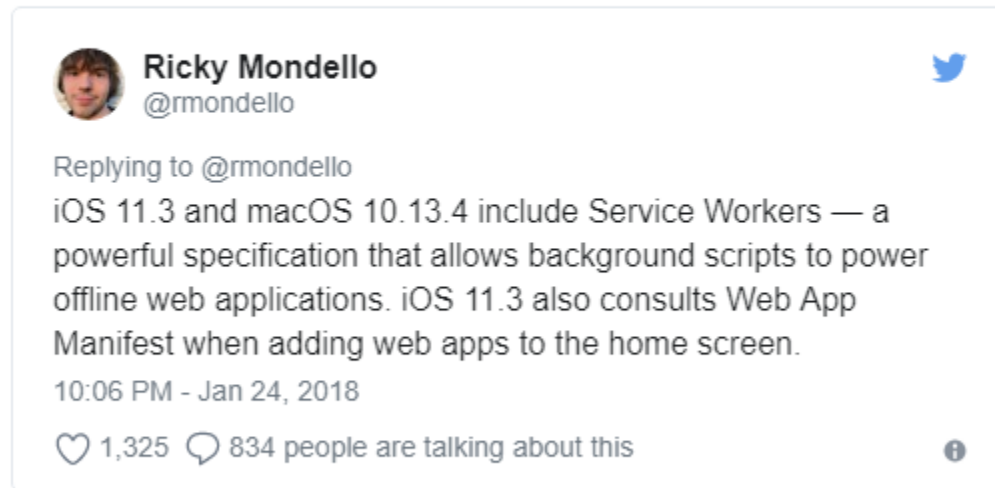 Ricky Mondello
@rmondello
Replying to @rmondello
iOS 11.3 and macOS 10.13.4 include Service Workers — a
powerful specification that allows background scripts to power
offline web applications. iOS 11.3 also consults Web App
Manifest when adding web apps to the home screen.
10:06 PM - Jan 24, 2018
1,325 834 people are talking about this